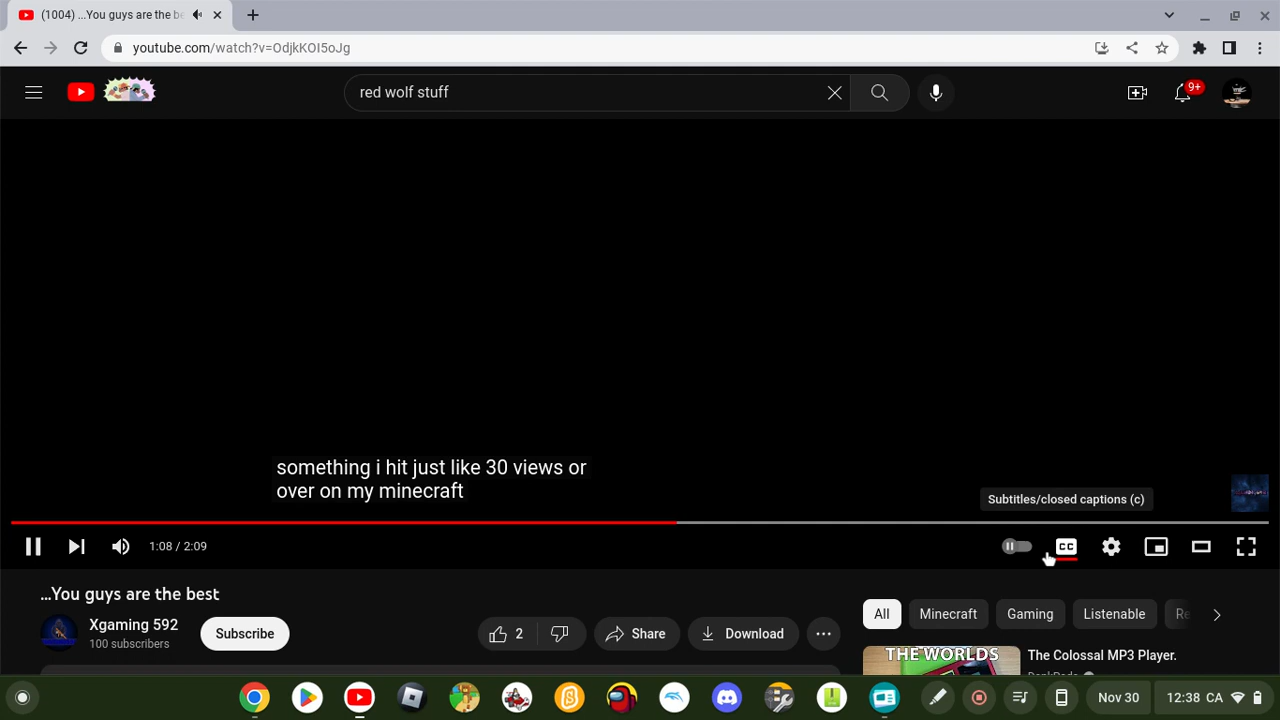 (1004) ...You guys are the be
youtube.com/watch?v=OdjkKOI5oJg
red wolf stuff
9+
something i hit just like 30 views or
over on my minecraft
Subtitles/closed captions (c)
1:08 / 2:09
CC
...You guys are the best
Xgaming 592
100 subscribers
Subscribe
2
Share
Download
All
Minecraft
Gaming
Listenable
Re
THE WORLDS
The Colossal MP3 Player.
Nov 30
12:38 CA